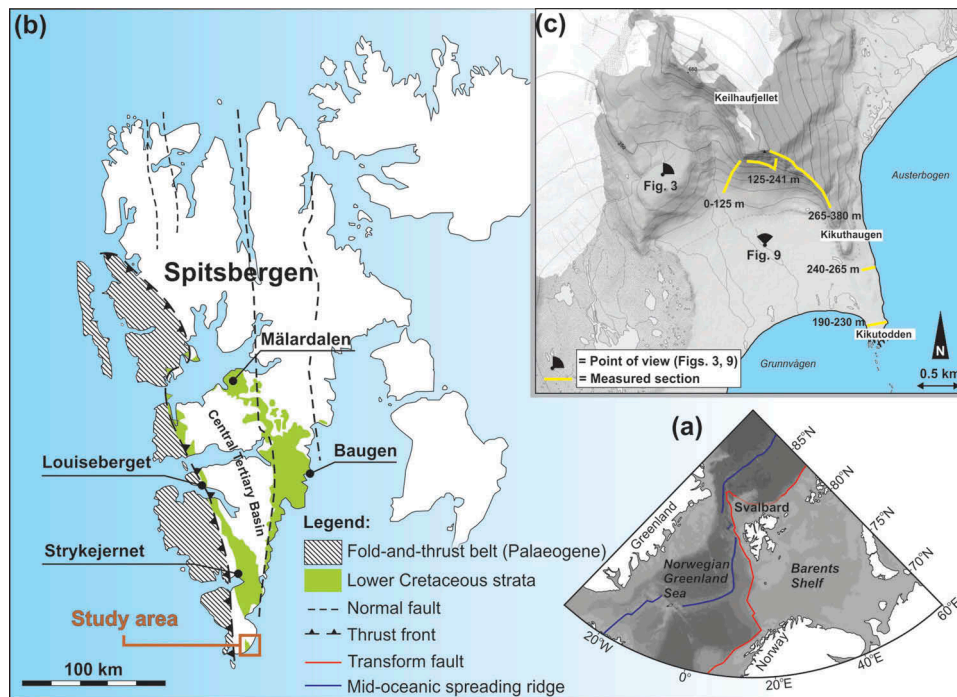 (b)
Spitsbergen
Mälardalen
Central Tertiary Basin
Louiseberget
Baugen
Strykejernet
Study area
100 km
Legend:
Fold-and-thrust belt (Palaeogene)
Lower Cretaceous strata
Normal fault
Thrust front
Transform fault
Mid-oceanic spreading ridge
(c)
Keilhaufjellet
Fig. 3
125-241 m
0-125 m
Austerbogen
265-380 m
Kikuthaugen
Fig. 9
240-265 m
190-230 m
Kikutodden
Grunnvågen
= Point of view (Figs. 3, 9)
= Measured section
N
0.5 km
(a)
85°N
80°N
75°N
70°N
60°E
40°E
20°E
0°
20°W
Greenland
Svalbard
Norwegian
Greenland
Sea
Barents
Shelf
Norway